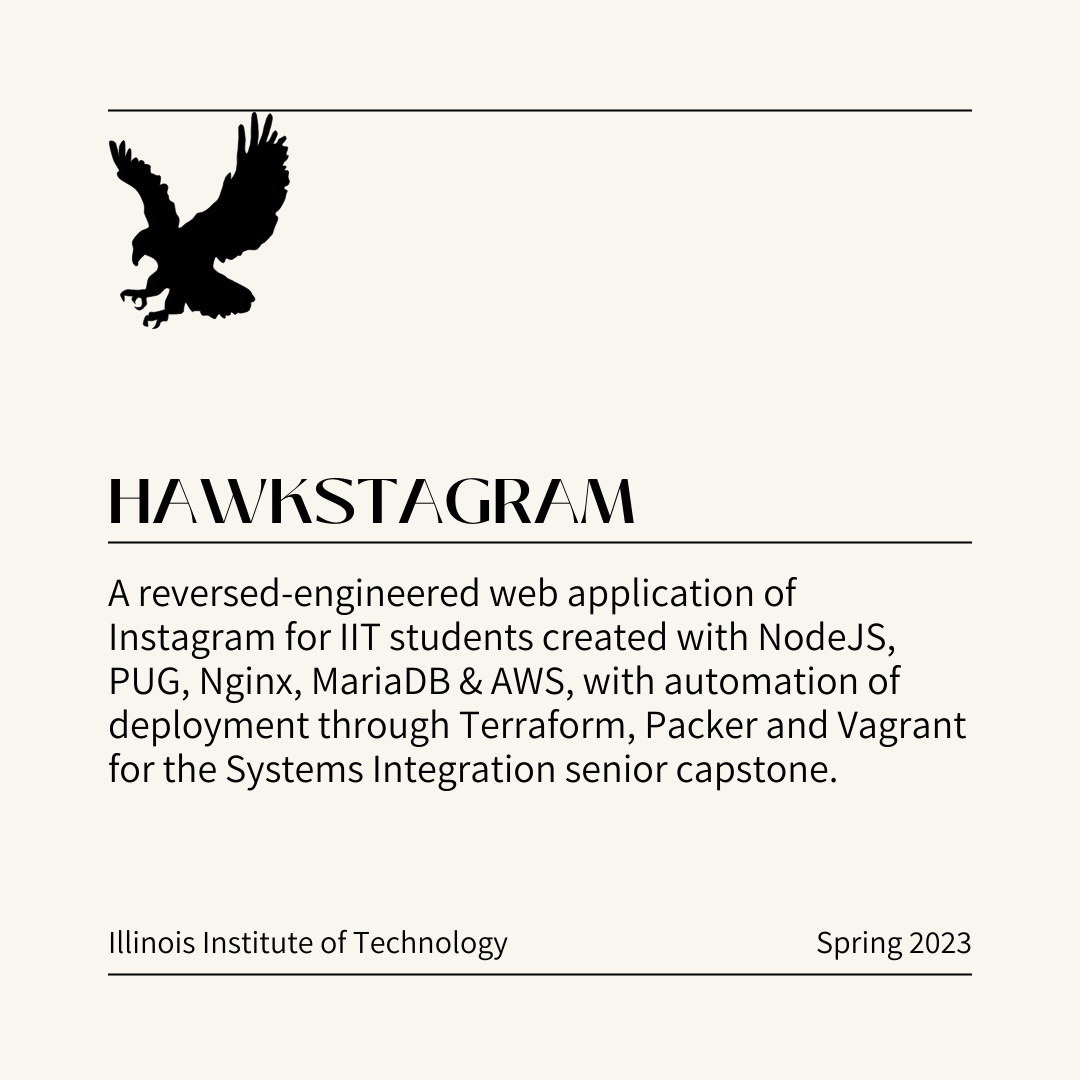 HAWKSTAGRAM
A reversed-engineered web application of
Instagram for IIT students created with NodeJS,
PUG, Nginx, MariaDB & AWS, with automation of
deployment through Terraform, Packer and Vagrant
for the Systems Integration senior capstone.
Illinois Institute of Technology
Spring 2023